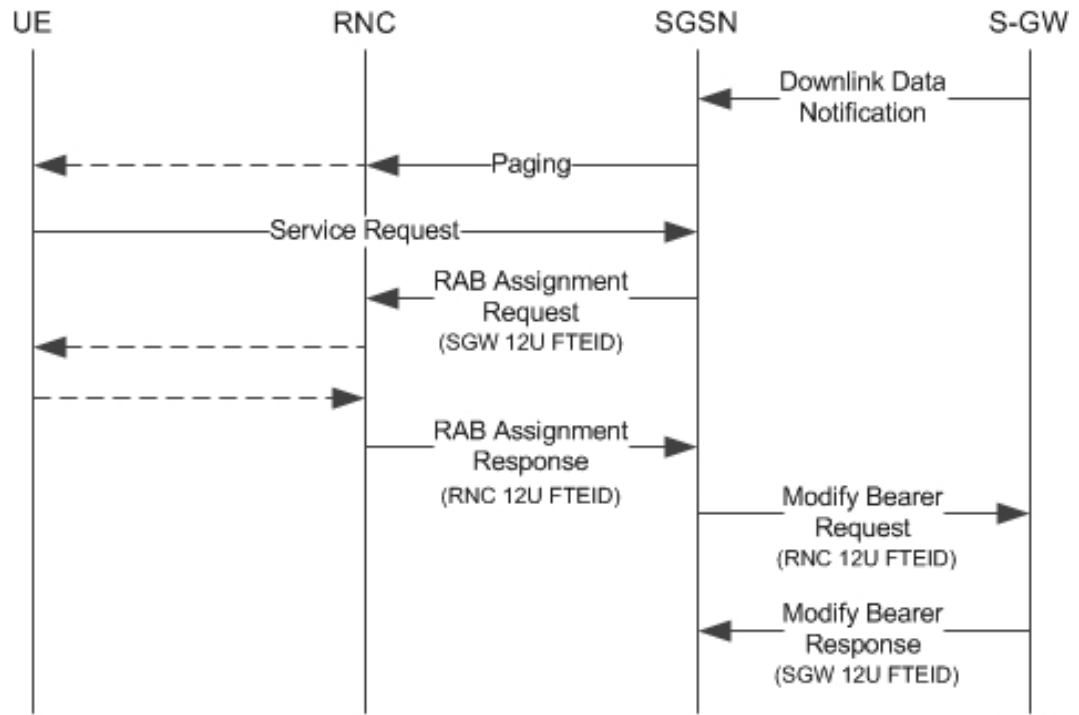 UE
RNC
SGSN
S-GW
Downlink Data
Notification
Paging
Service Request
RAB Assignment
Request
(SGW 12U FTEID)
RAB Assignment
Response
(RNC 12U FTEID)
Modify Bearer
Request
(RNC 12U FTEID)
Modify Bearer
Response
(SGW 12U FTEID)